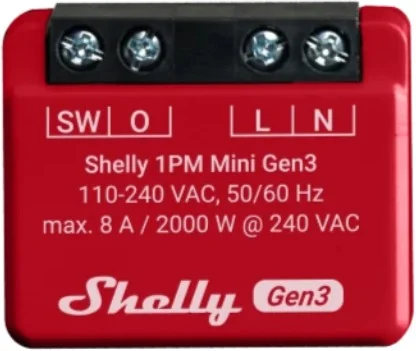 SW O L N
Shelly 1PM Mini Gen3
110-240 VAC, 50/60 Hz
max. 8 A / 2000 W @ 240 VAC
Shelly Gen3